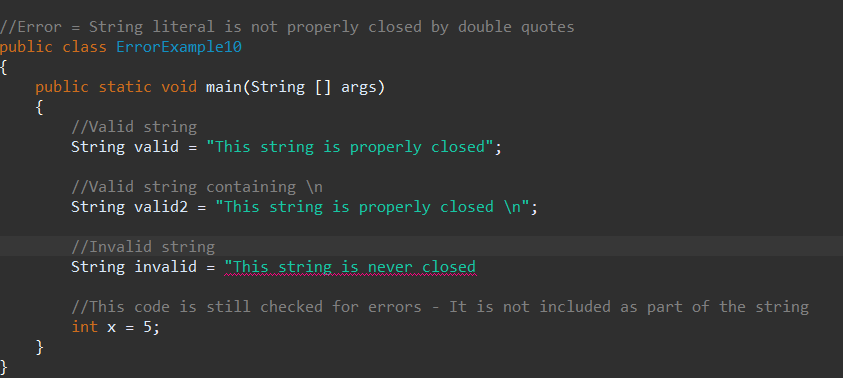 //Error = String literal is not properly closed by double quotes
public class ErrorExample10
{
public static void main(String [] args)
{
//Valid string
String valid = "This string is properly closed";
//Valid string containing \n
String valid2 = "This string is properly closed \n";
//Invalid string
String invalid = "This string is never closed
//This code is still checked for errors - It is not included as part of the string
int x = 5;
}
}